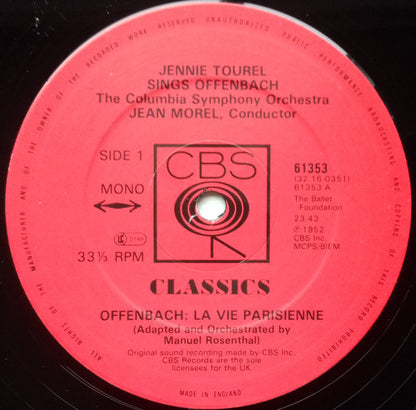 JENNIE TOUREL
SINGS OFFENBACH
The Columbia Symphony Orchestra
JEAN MOREL, Conductor
SIDE 1
MONO
33⅓ RPM
CBS
61353
(32 16 0351)
61353 A
The Ballet
Foundation
23.43
℗ 1952
CBS Inc.
MCPS/BIEM
CLASSICS
OFFENBACH: LA VIE PARISIENNE
(Adapted and Orchestrated by
Manuel Rosenthal)
Original sound recording made by CBS Inc.
CBS Records are the sole
licensees for the UK
MADE IN ENGLAND
ALL RIGHTS OF THE MANUFACTURER AND OF THE OWNER OF THE RECORDED WORK RESERVED UNAUTHORIZED PUBLIC PERFORMANCE BROADCASTING AND COPYING OF THIS RECORD PROHIBITED